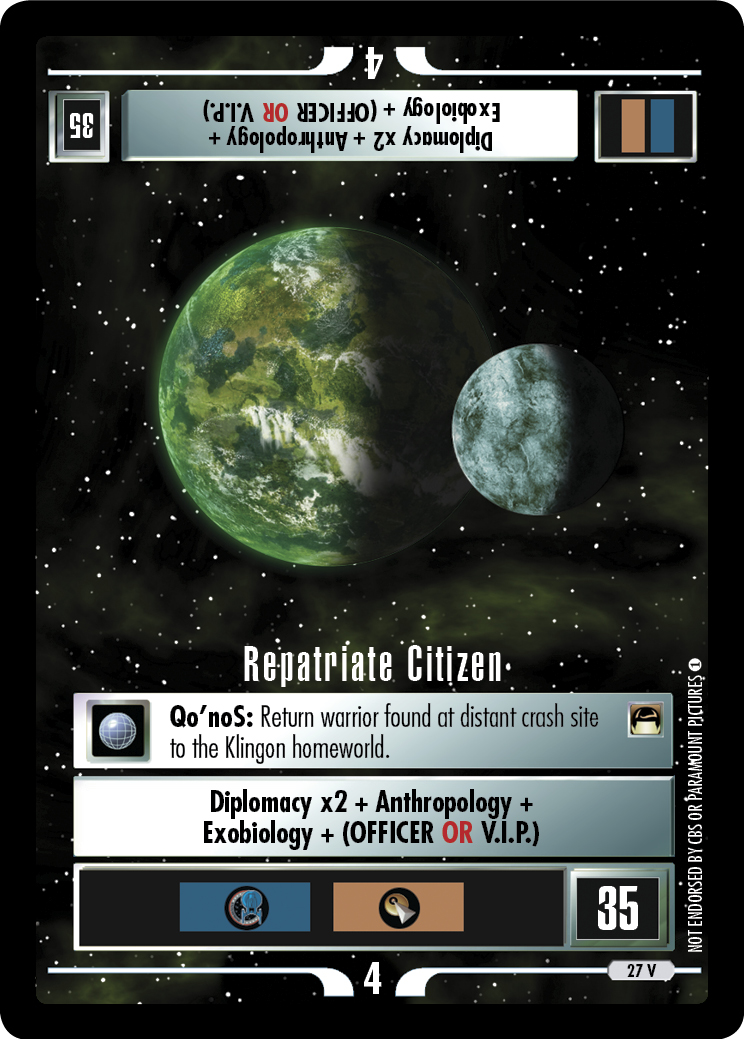 4
35
Diplomacy x2 + Anthropology +
Exobiology + (OFFICER OR V.I.P.)
Repatriate Citizen
Qo'noS: Return warrior found at distant crash site
to the Klingon homeworld.
Diplomacy x2 + Anthropology +
Exobiology + (OFFICER OR V.I.P.)
35
NOT ENDORSED BY CBS OR PARAMOUNT PICTURES 1
27 V
4